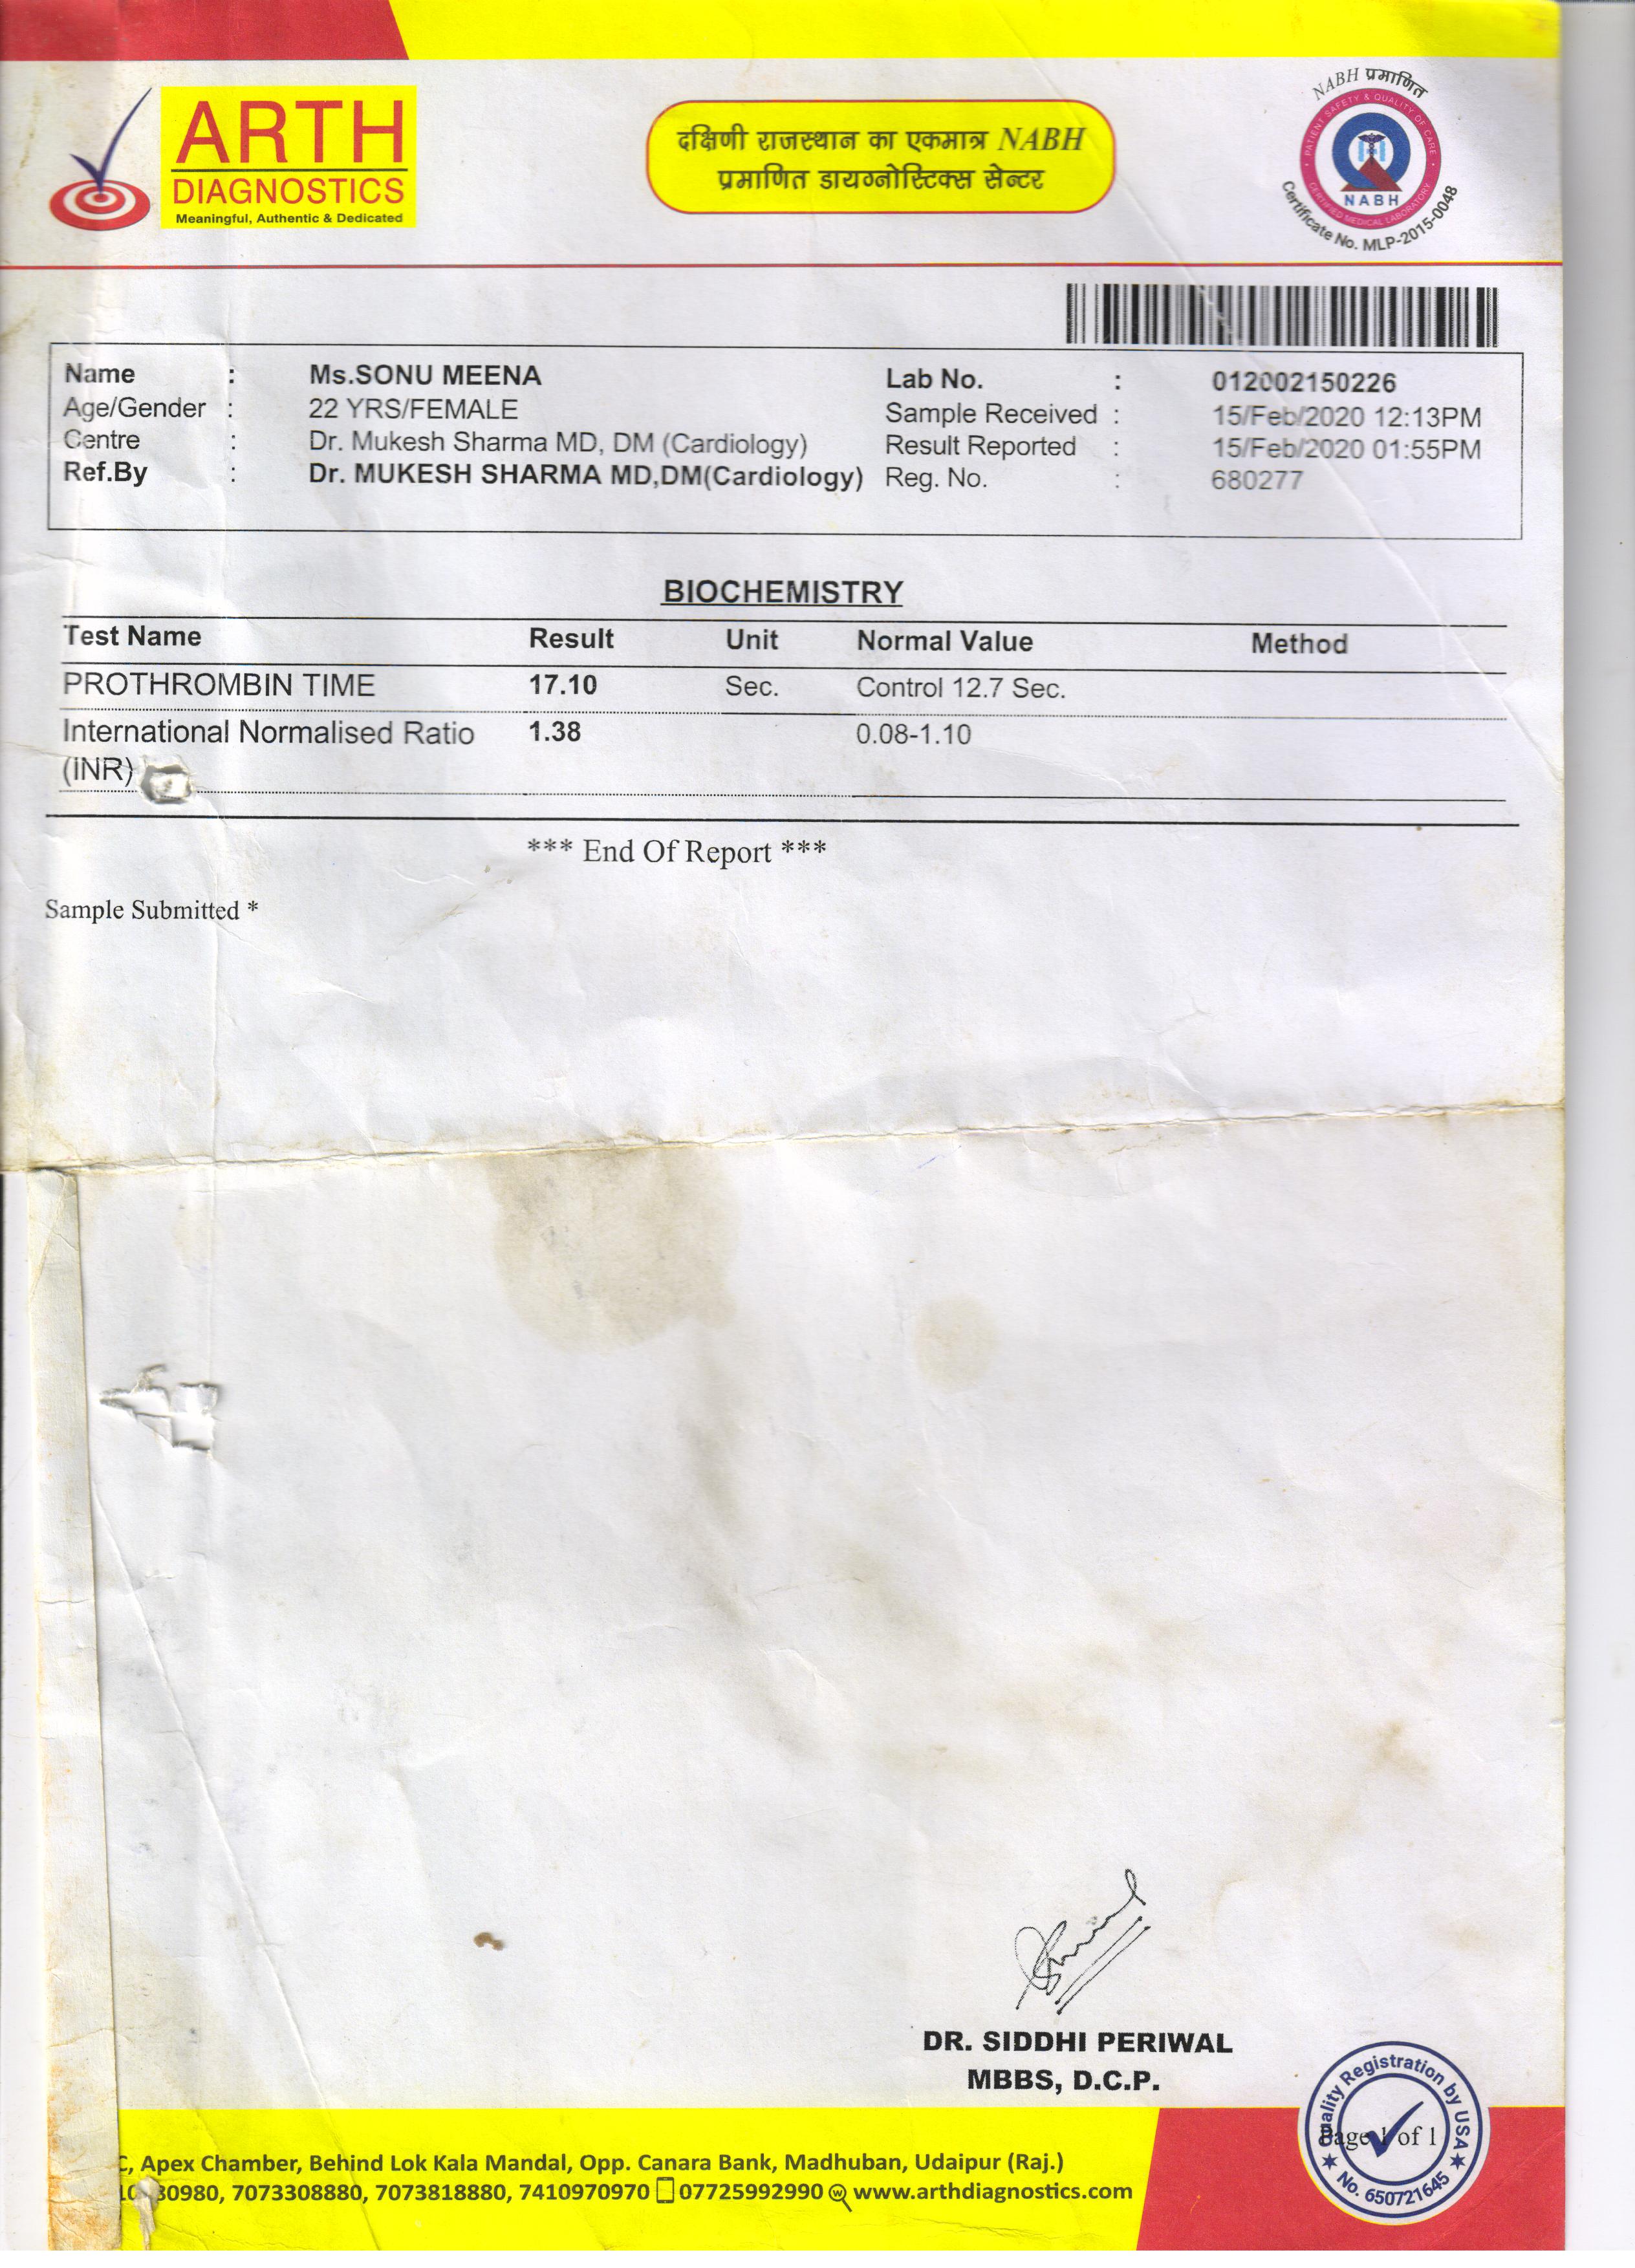 ARTH
DIAGNOSTICS
Meaningful, Authentic & Dedicated
दक्षिणी राजस्थान का एकमात्र NABH
प्रमाणित डायग्नोस्टिक्स सेन्टर
NABH प्रमाणित
PATIENT SAFETY & QUALITY OF CARE
NABH
CERTIFIED MEDICAL LABORATORY
Certificate No. MLP-2015-0048
Name : Ms.SONU MEENA Lab No. : 012002150226
Age/Gender : 22 YRS/FEMALE Sample Received : 15/Feb/2020 12:13PM
Centre : Dr. Mukesh Sharma MD, DM (Cardiology) Result Reported : 15/Feb/2020 01:55PM
Ref.By : Dr. MUKESH SHARMA MD,DM(Cardiology) Reg. No. : 680277
BIOCHEMISTRY
Test Name Result Unit Normal Value Method
PROTHROMBIN TIME 17.10 Sec. Control 12.7 Sec.
International Normalised Ratio 1.38 0.08-1.10
(INR)
*** End Of Report ***
Sample Submitted *
DR. SIDDHI PERIWAL
MBBS, D.C.P.
Quality Registration by USA
Page 1 of 1
No. 650721645
C, Apex Chamber, Behind Lok Kala Mandal, Opp. Canara Bank, Madhuban, Udaipur (Raj.)
30980, 7073308880, 7073818880, 7410970970 07725992990 www.arthdiagnostics.com